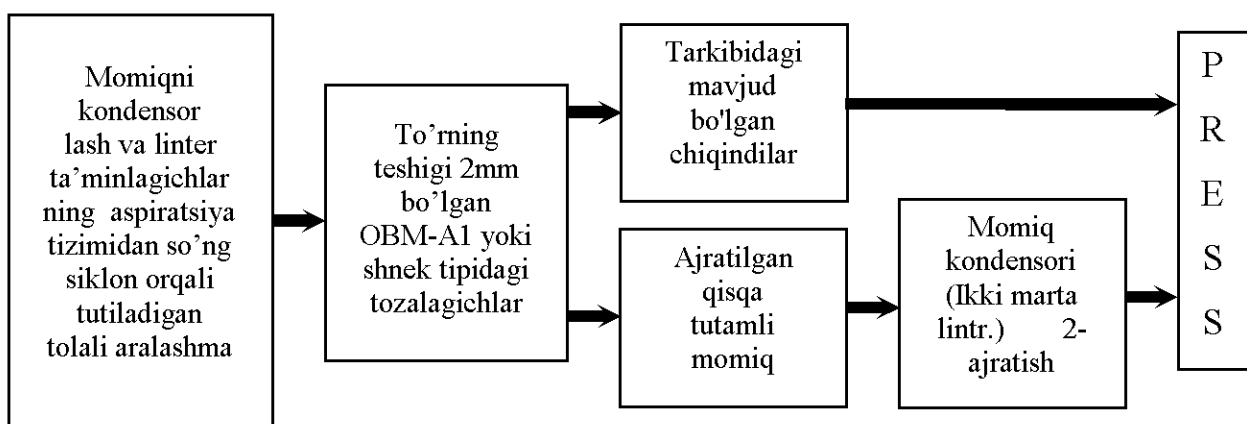 Momiqni
kondensor
lash va linter
ta’minlagichlar
ning aspiratsiya
tizimidan so’ng
siklon orqali
tutiladigan
tolali aralashma
To’rning
teshigi 2mm
bo’lgan
OBM-A1 yoki
shnek tipidagi
tozalagichlar
Tarkibidagi
mavjud
bo'lgan
chiqindilar
Ajratilgan
qisqa
tutamli
momiq
Momiq
kondensori
(Ikki marta
lintr.) 2-
ajratish
P
R
E
S
S